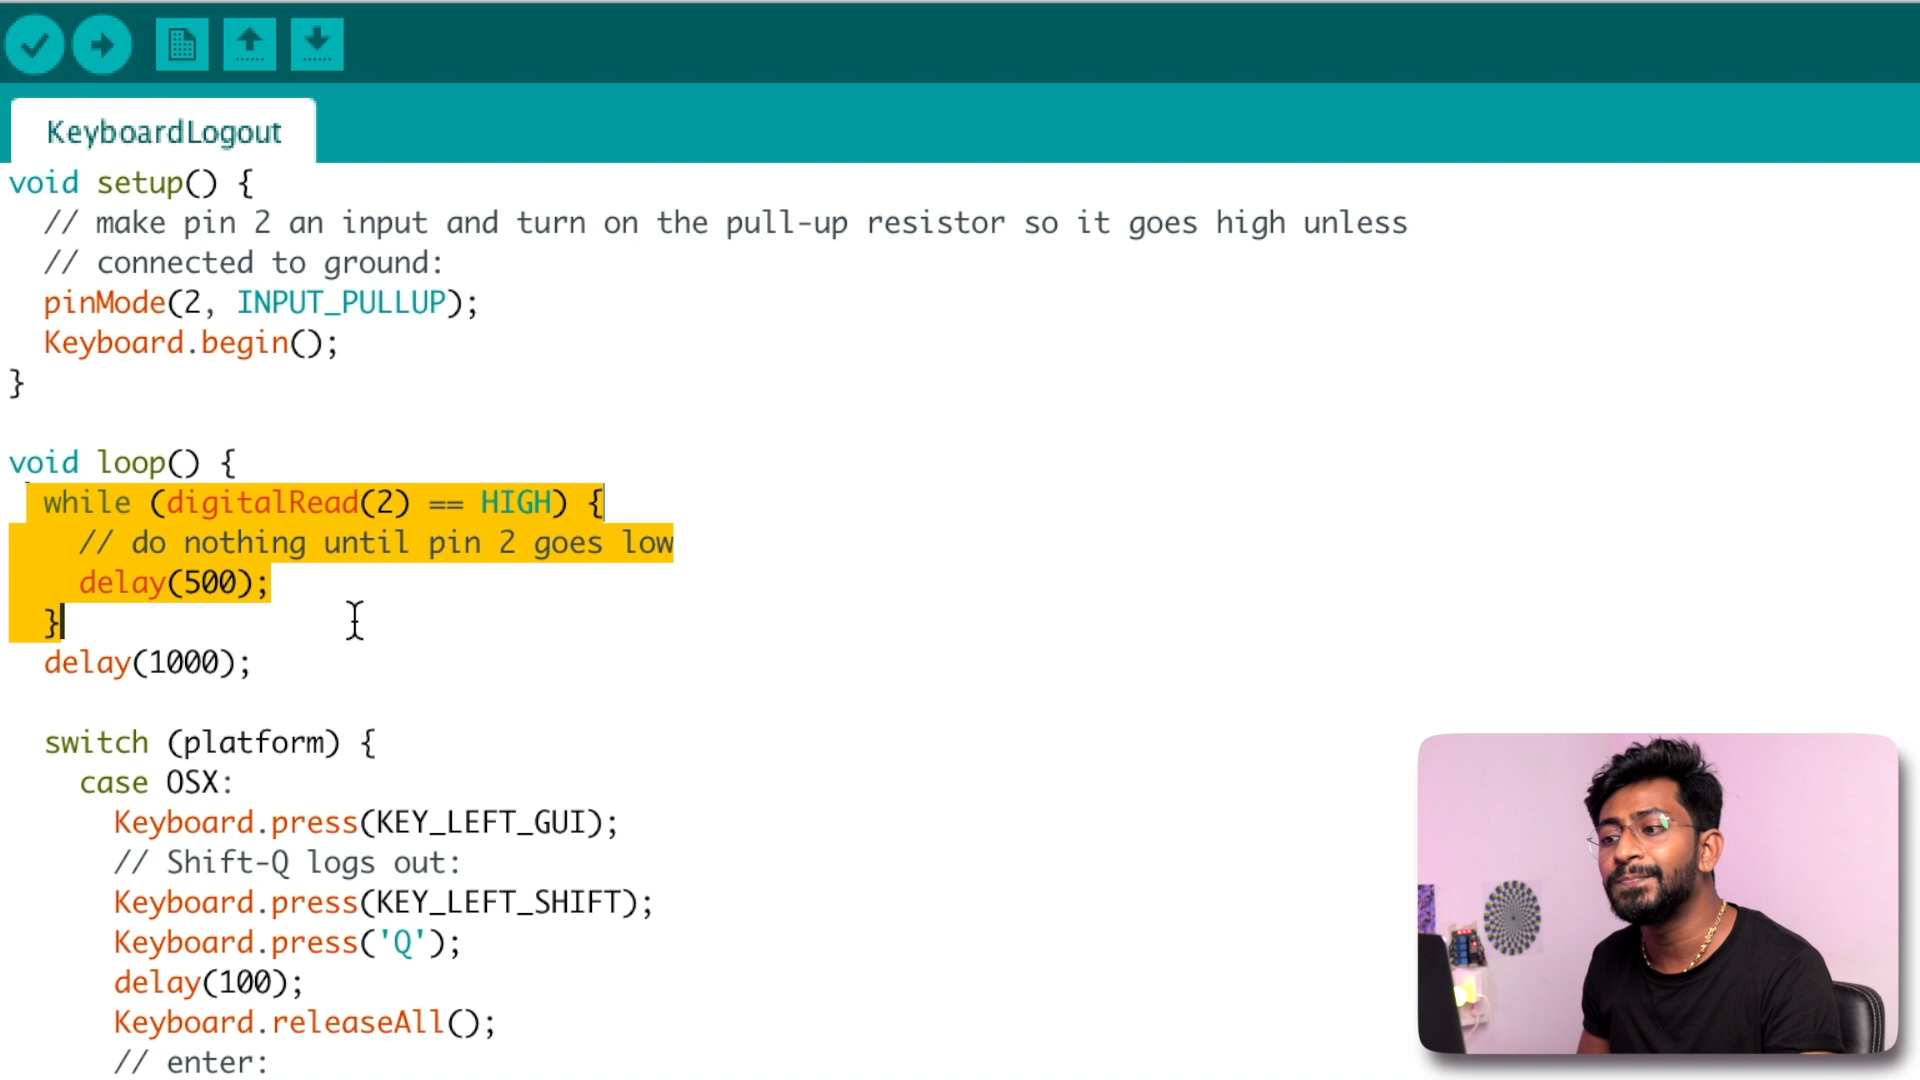 KeyboardLogout
void setup() {
// make pin 2 an input and turn on the pull-up resistor so it goes high unless
// connected to ground:
pinMode(2, INPUT_PULLUP);
Keyboard.begin();
}
void loop() {
while (digitalRead(2) == HIGH) {
// do nothing until pin 2 goes low
delay(500);
}
delay(1000);
switch (platform) {
case OSX:
Keyboard.press(KEY_LEFT_GUI);
// Shift-Q logs out:
Keyboard.press(KEY_LEFT_SHIFT);
Keyboard.press('Q');
delay(100);
Keyboard.releaseAll();
// enter: